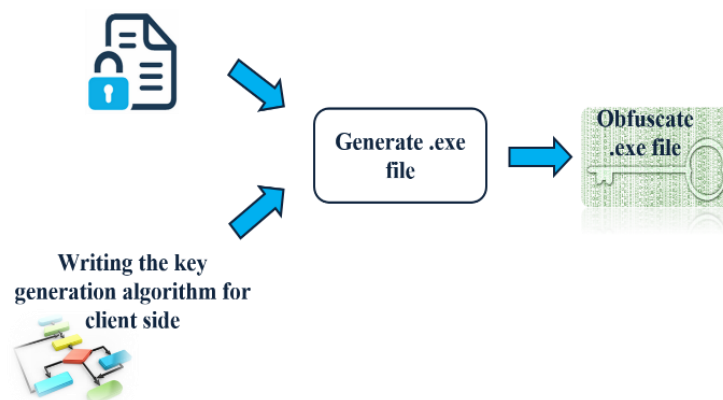 Generate .exe
file
Obfuscate
.exe file
Writing the key
generation algorithm for
client side